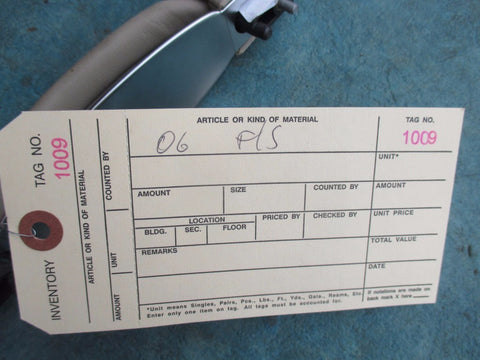 INVENTORY TAG NO. 1009
ARTICLE OR KIND OF MATERIAL
COUNTED BY
UNIT
AMOUNT
ARTICLE OR KIND OF MATERIAL
TAG NO.
06 P/S
1009
UNIT*
AMOUNT SIZE COUNTED BY AMOUNT
LOCATION PRICED BY CHECKED BY UNIT PRICE
BLDG. SEC. FLOOR
REMARKS TOTAL VALUE
DATE
*Unit means Singles, Pairs, Pcs., Lbs., Ft., Yds., Gals., Reams, Etc.
Enter only one item on tag. All tags must be accounted for.
If notations are made on
back mark X here